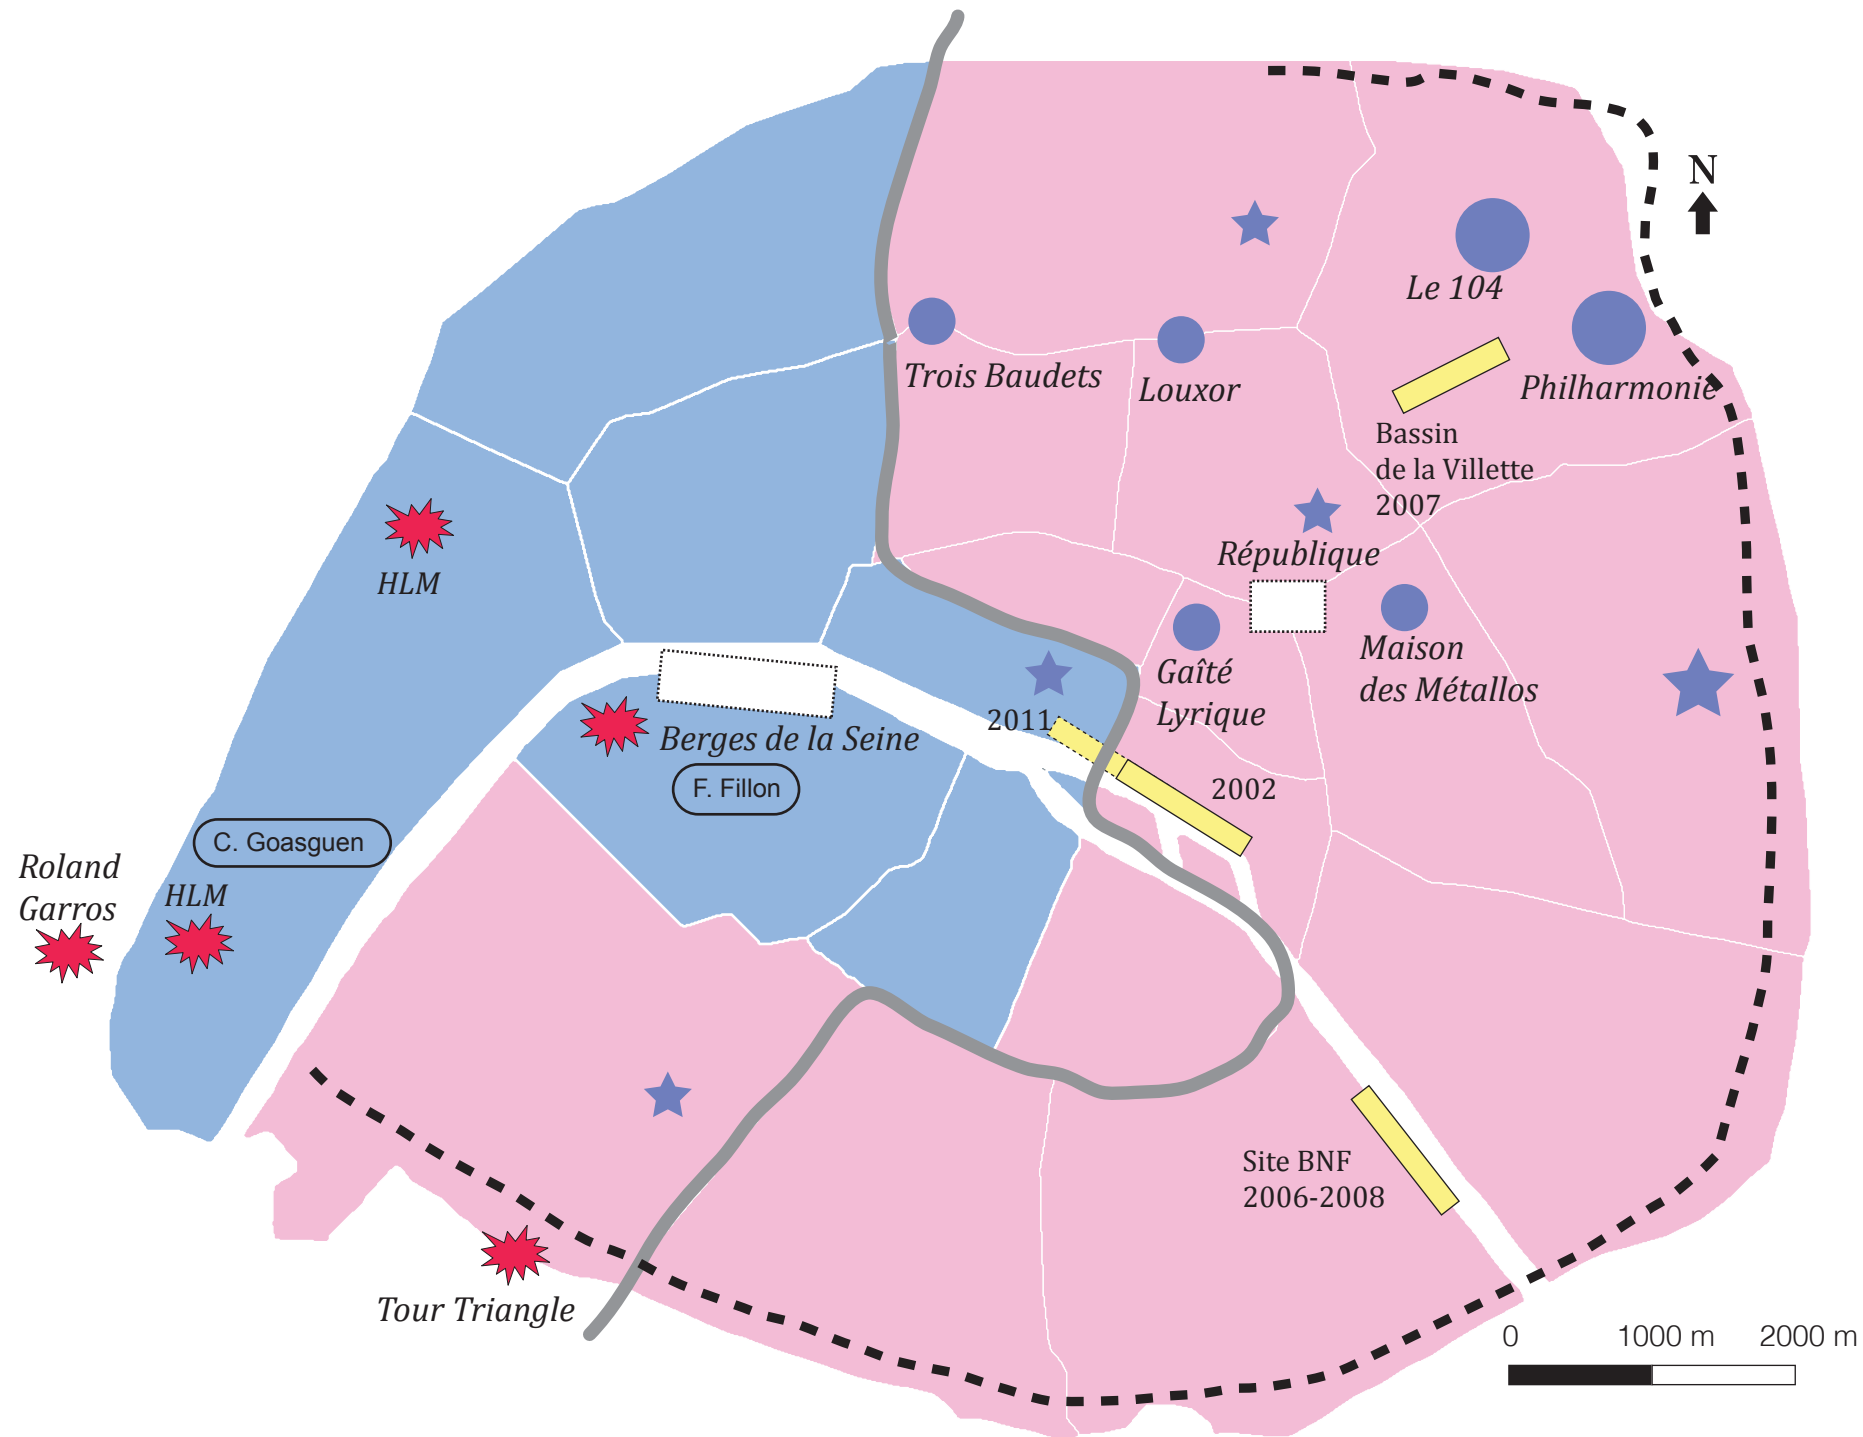 N
Le 104
Trois Baudets
Louxor
Philharmonie
Bassin
de la Villette
2007
République
HLM
Maison
des Métallos
Gaîté
Lyrique
2011
Berges de la Seine
F. Fillon
2002
C. Goasguen
Roland
Garros
HLM
Site BNF
2006-2008
Tour Triangle
0 1000 m 2000 m